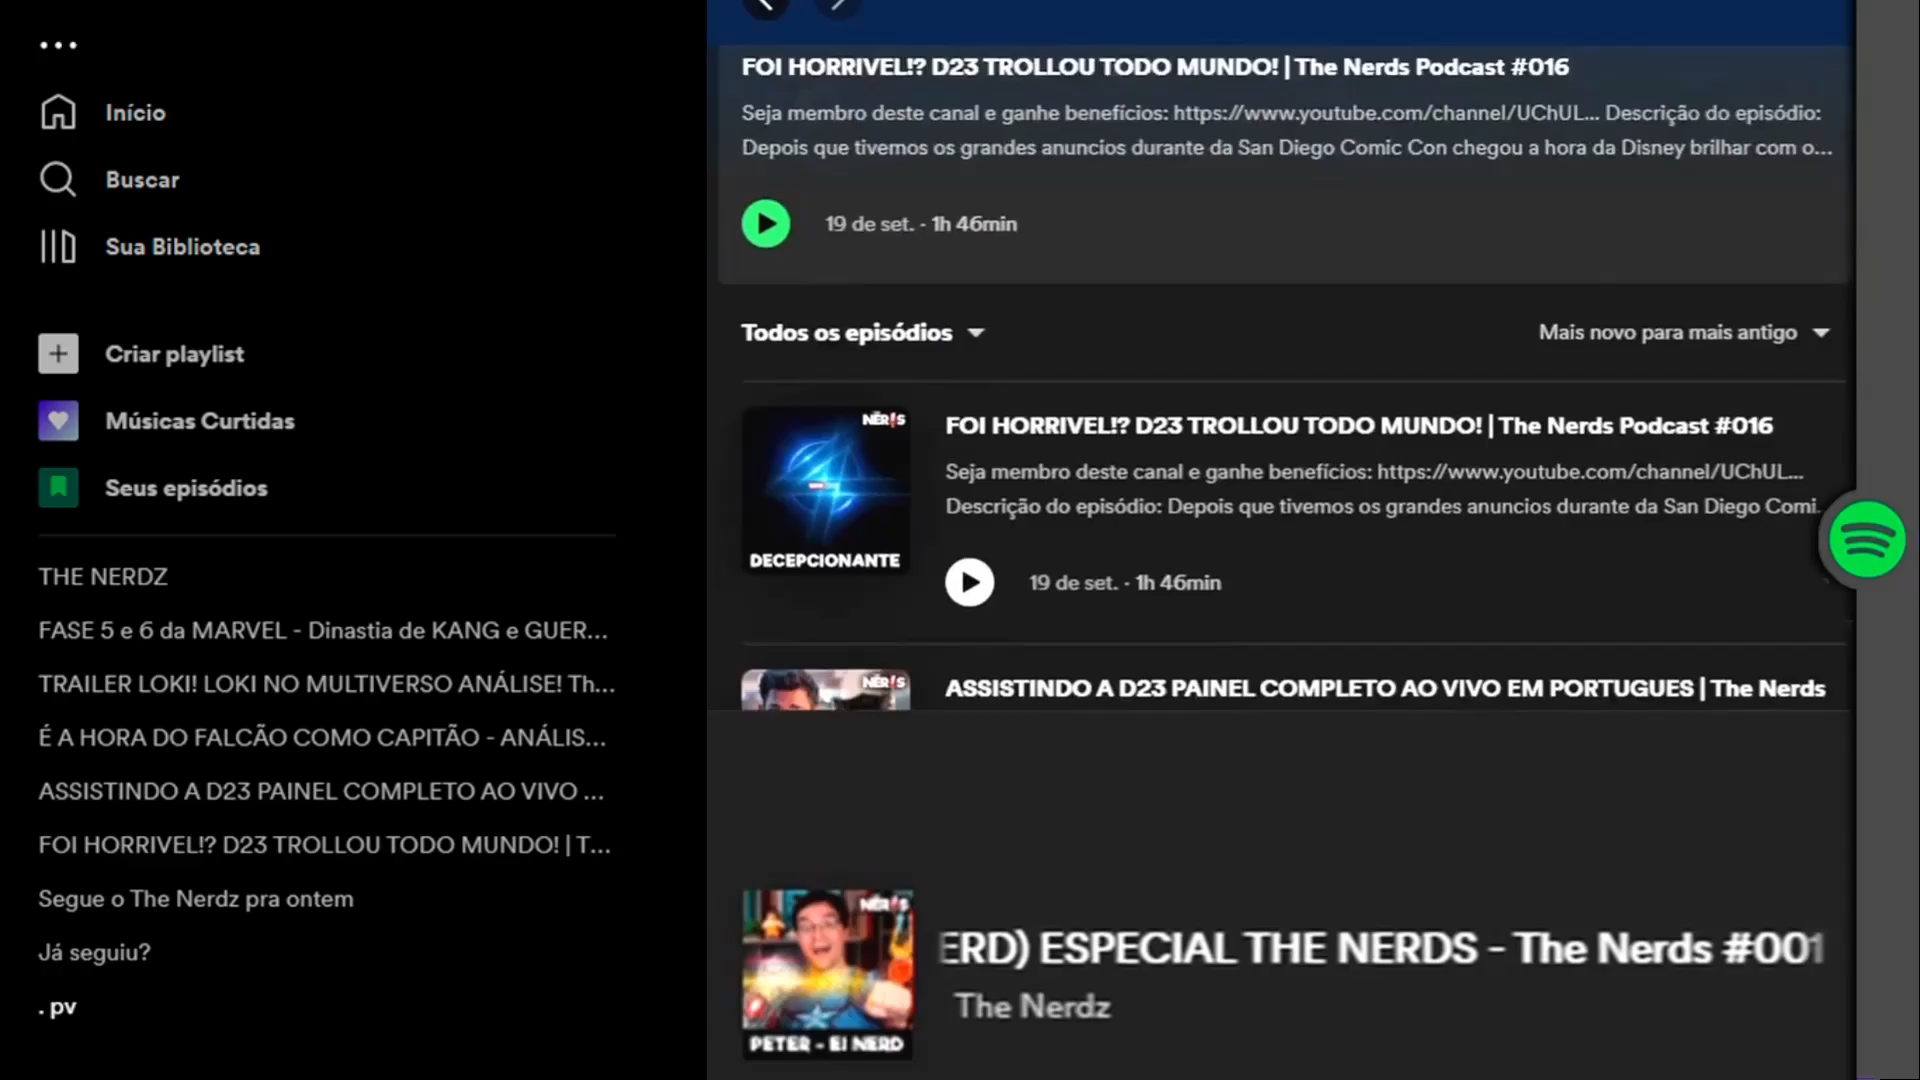 Início
Buscar
Sua Biblioteca
Criar playlist
Músicas Curtidas
Seus episódios
THE NERDZ
FASE 5 e 6 da MARVEL - Dinastia de KANG e GUER...
TRAILER LOKI! LOKI NO MULTIVERSO ANÁLISE! Th...
É A HORA DO FALCÃO COMO CAPITÃO - ANÁLIS...
ASSISTINDO A D23 PAINEL COMPLETO AO VIVO ...
FOI HORRIVEL!? D23 TROLLOU TODO MUNDO! | T...
Segue o The Nerdz pra ontem
Já seguiu?
. pv
FOI HORRIVEL!? D23 TROLLOU TODO MUNDO! | The Nerds Podcast #016
Seja membro deste canal e ganhe benefícios: https://www.youtube.com/channel/UChUL... Descrição do episódio:
Depois que tivemos os grandes anuncios durante da San Diego Comic Con chegou a hora da Disney brilhar com o...
19 de set. · 1h 46min
Todos os episódios
Mais novo para mais antigo
NERDS
DECEPCIONANTE
FOI HORRIVEL!? D23 TROLLOU TODO MUNDO! | The Nerds Podcast #016
Seja membro deste canal e ganhe benefícios: https://www.youtube.com/channel/UChUL...
Descrição do episódio: Depois que tivemos os grandes anuncios durante da San Diego Comi
19 de set. · 1h 46min
NERDS
ASSISTINDO A D23 PAINEL COMPLETO AO VIVO EM PORTUGUES | The Nerds
NERDS
PETER - EI NERD
ERD) ESPECIAL THE NERDS - The Nerds #001
The Nerdz